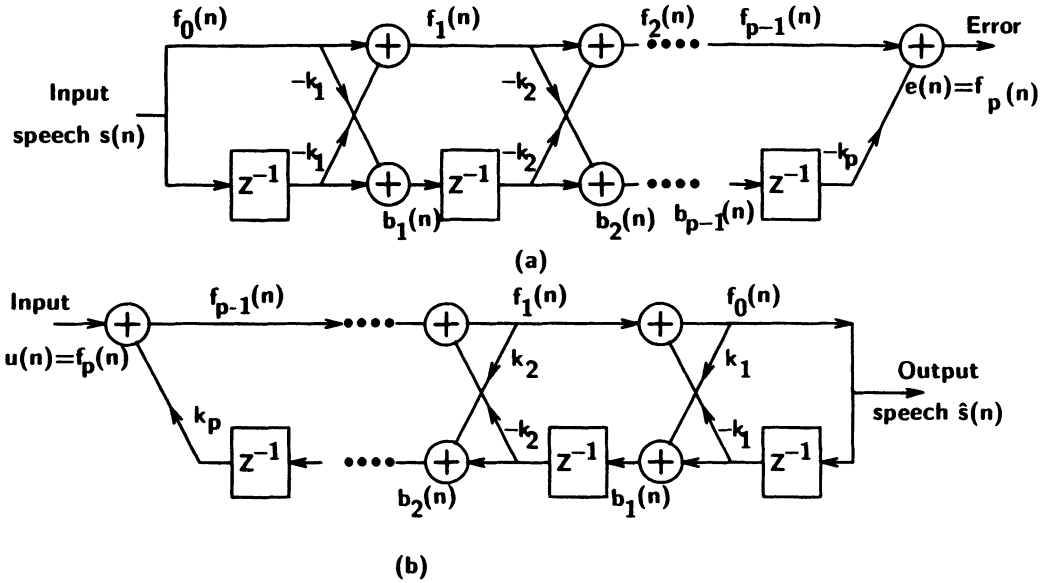 f0(n) f1(n) f2(n) fp−1(n) Error
−k1 −k2 e(n)=fp(n)
Input
speech s(n)
−k1 −k2 −kp
z−1 z−1 z−1
b1(n) b2(n) bp−1(n)
(a)
Input fp-1(n) f1(n) f0(n)
u(n)=fp(n) k2 k1 Output
speech ŝ(n)
kp −k2 −k1
z−1 z−1 z−1
b2(n) b1(n)
(b)